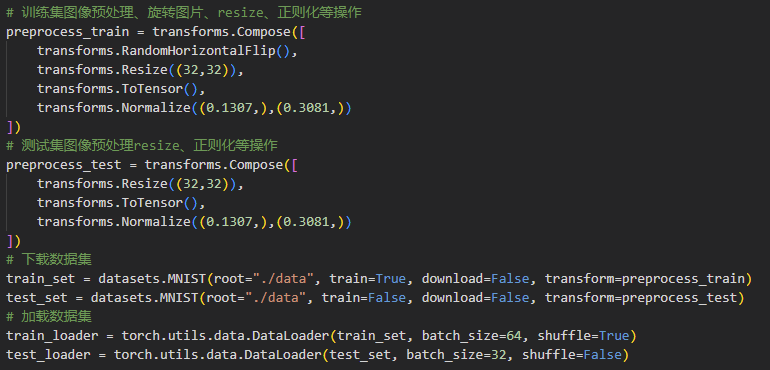 # 训练集图像预处理、旋转图片、resize、正则化等操作
preprocess_train = transforms.Compose([
    transforms.RandomHorizontalFlip(),
    transforms.Resize((32,32)),
    transforms.ToTensor(),
    transforms.Normalize((0.1307,),(0.3081,))
])
# 测试集图像预处理resize、正则化等操作
preprocess_test = transforms.Compose([
    transforms.Resize((32,32)),
    transforms.ToTensor(),
    transforms.Normalize((0.1307,),(0.3081,))
])
# 下载数据集
train_set = datasets.MNIST(root="./data", train=True, download=False, transform=preprocess_train)
test_set = datasets.MNIST(root="./data", train=False, download=False, transform=preprocess_test)
# 加载数据集
train_loader = torch.utils.data.DataLoader(train_set, batch_size=64, shuffle=True)
test_loader = torch.utils.data.DataLoader(test_set, batch_size=32, shuffle=False)